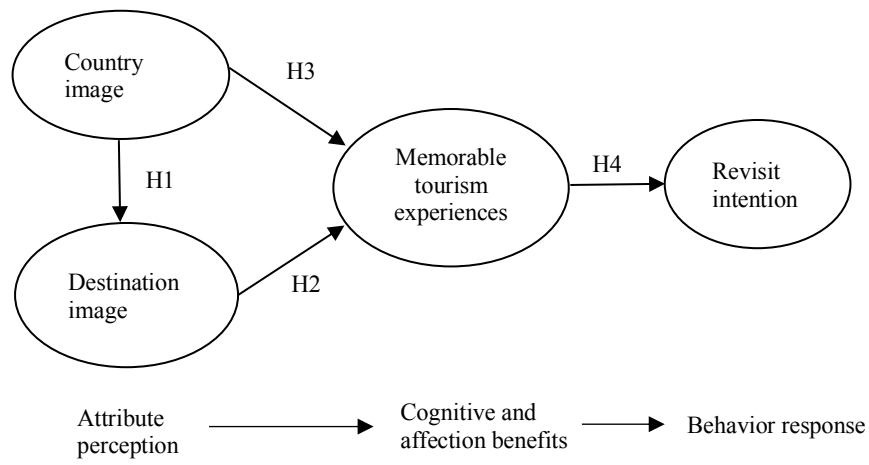 Country
image
H3
H1
Memorable
tourism
experiences
H4
Revisit
intention
Destination
image
H2
Attribute
perception
Cognitive and
affection benefits
Behavior response